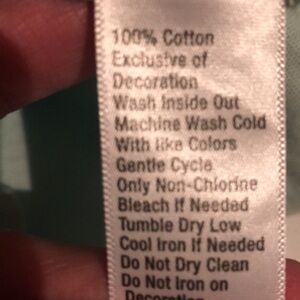 100% Cotton
Exclusive of
Decoration
Wash Inside Out
Machine Wash Cold
With like Colors
Gentle Cycle
Only Non-Chlorine
Bleach If Needed
Tumble Dry Low
Cool Iron If Needed
Do Not Dry Clean
Do Not Iron on
Decoration